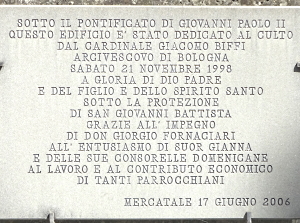 SOTTO IL PONTIFICATO DI GIOVANNI PAOLO II
QUESTO EDIFICIO E' STATO DEDICATO AL CULTO
DAL CARDINALE GIACOMO BIFFI
ARCIVESCOVO DI BOLOGNA
SABATO 21 NOVEMBRE 1998
A GLORIA DI DIO PADRE
E DEL FIGLIO E DELLO SPIRITO SANTO
SOTTO LA PROTEZIONE
DI SAN GIOVANNI BATTISTA
GRAZIE ALL' IMPEGNO
DI DON GIORGIO FORNACIARI
ALL' ENTUSIASMO DI SUOR GIANNA
E DELLE SUE CONSORELLE DOMENICANE
AL LAVORO E AL CONTRIBUTO ECONOMICO
DI TANTI PARROCCHIANI
MERCATALE 17 GIUGNO 2006